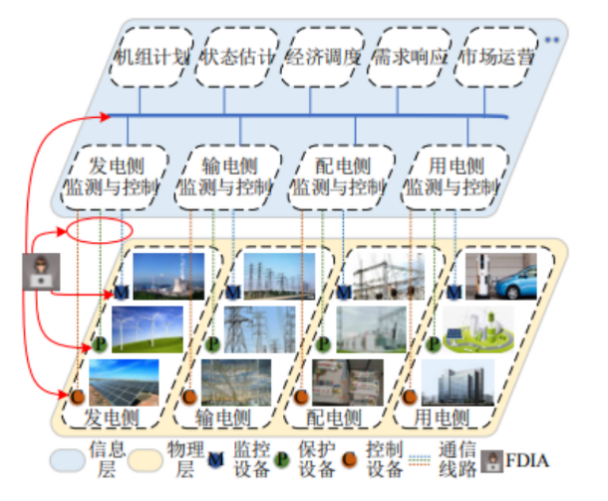 机组计划 状态估计 经济调度 需求响应 市场运营
发电侧 输电侧 配电侧 用电侧
监测与控制 监测与控制 监测与控制 监测与控制
M M M M
P P P P
C C C C
发电侧 输电侧 配电侧 用电侧
信息 物理 M 监控 P 保护 C 控制 通信 FDIA
层 层 设备 设备 设备 线路